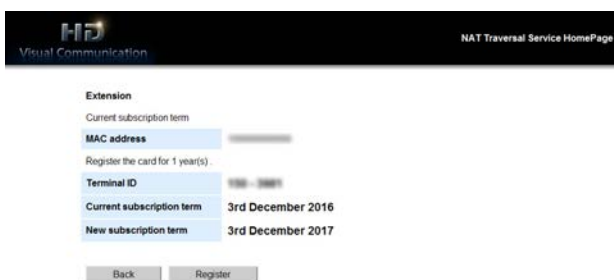 HD
Visual Communication
NAT Traversal Service HomePage
Extension
Current subscription term
MAC address
Register the card for 1 year(s) .
Terminal ID
Current subscription term 3rd December 2016
New subscription term 3rd December 2017
Back Register